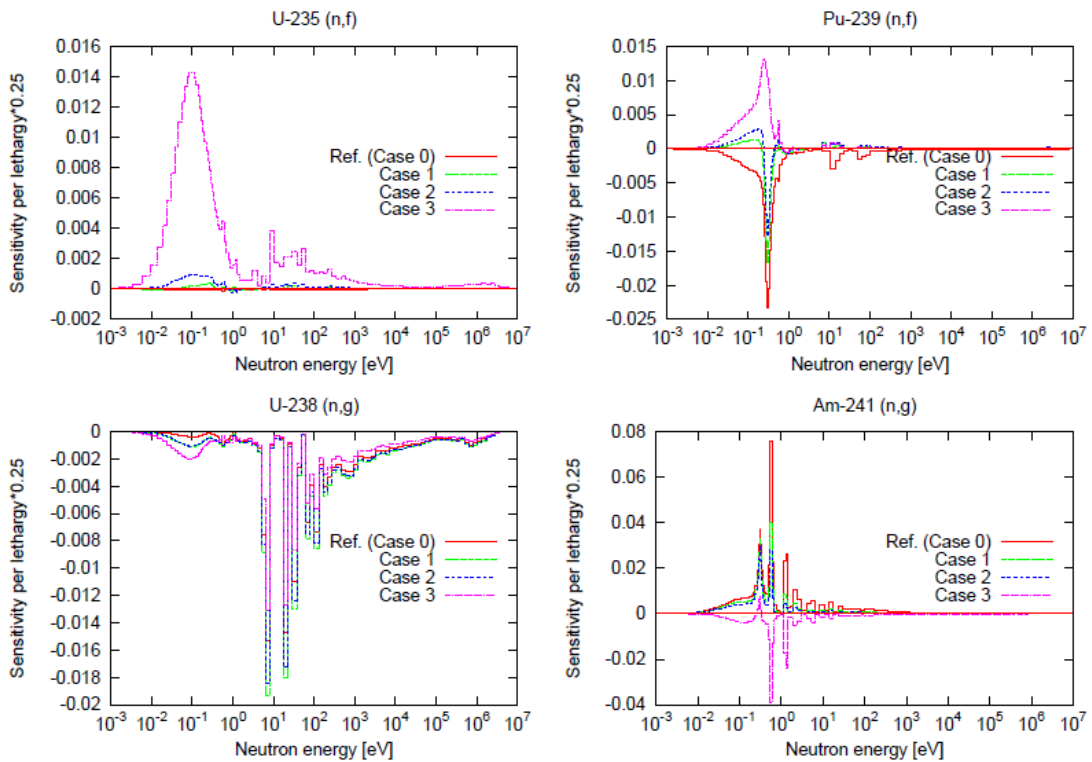 U-235 (n,f)
Sensitivity per lethargy*0.25
0.016
0.014
0.012
0.01
0.008
0.006
0.004
0.002
0
-0.002
Ref. (Case 0)
Case 1
Case 2
Case 3
10-3 10-2 10-1 100 101 102 103 104 105 106 107
Neutron energy [eV]
Pu-239 (n,f)
Sensitivity per lethargy*0.25
0.015
0.01
0.005
0
-0.005
-0.01
-0.015
-0.02
-0.025
Ref. (Case 0)
Case 1
Case 2
Case 3
10-3 10-2 10-1 100 101 102 103 104 105 106 107
Neutron energy [eV]
U-238 (n,g)
Sensitivity per lethargy*0.25
0
-0.002
-0.004
-0.006
-0.008
-0.01
-0.012
-0.014
-0.016
-0.018
-0.02
Ref. (Case 0)
Case 1
Case 2
Case 3
10-3 10-2 10-1 100 101 102 103 104 105 106 107
Neutron energy [eV]
Am-241 (n,g)
Sensitivity per lethargy*0.25
0.08
0.06
0.04
0.02
0
-0.02
-0.04
Ref. (Case 0)
Case 1
Case 2
Case 3
10-3 10-2 10-1 100 101 102 103 104 105 106 107
Neutron energy [eV]